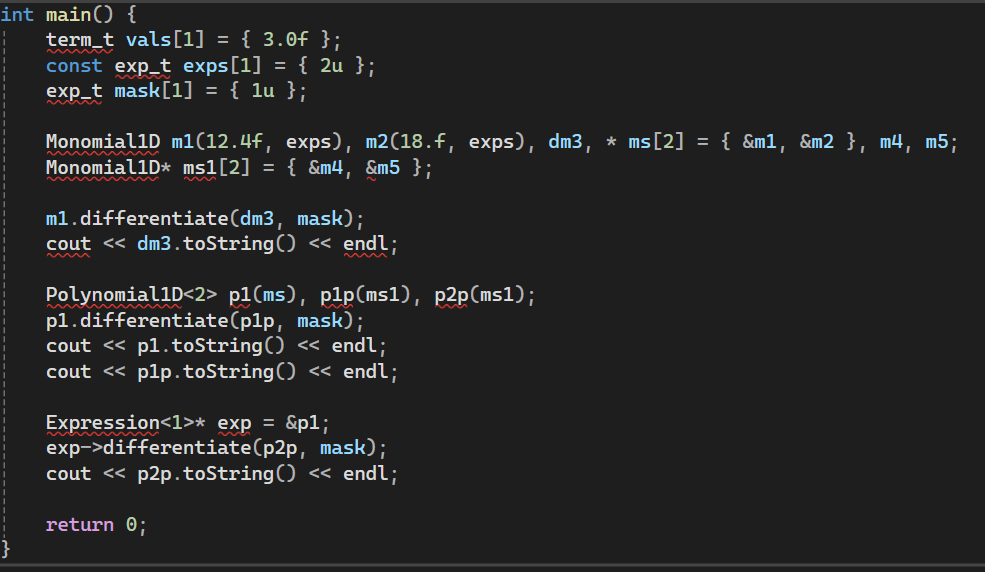 int main() {
    term_t vals[1] = { 3.0f };
    const exp_t exps[1] = { 2u };
    exp_t mask[1] = { 1u };

    Monomial1D m1(12.4f, exps), m2(18.f, exps), dm3, * ms[2] = { &m1, &m2 }, m4, m5;
    Monomial1D* ms1[2] = { &m4, &m5 };

    m1.differentiate(dm3, mask);
    cout << dm3.toString() << endl;

    Polynomial1D<2> p1(ms), p1p(ms1), p2p(ms1);
    p1.differentiate(p1p, mask);
    cout << p1.toString() << endl;
    cout << p1p.toString() << endl;

    Expression<1>* exp = &p1;
    exp->differentiate(p2p, mask);
    cout << p2p.toString() << endl;

    return 0;
}